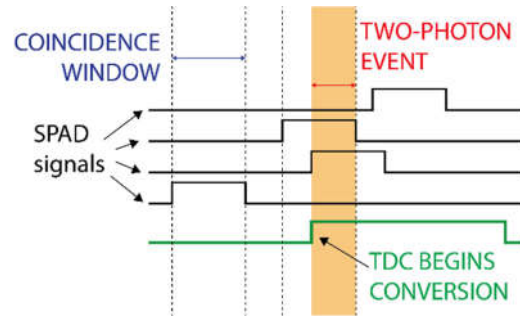 COINCIDENCE
WINDOW
TWO-PHOTON
EVENT
SPAD
signals
TDC BEGINS
CONVERSION